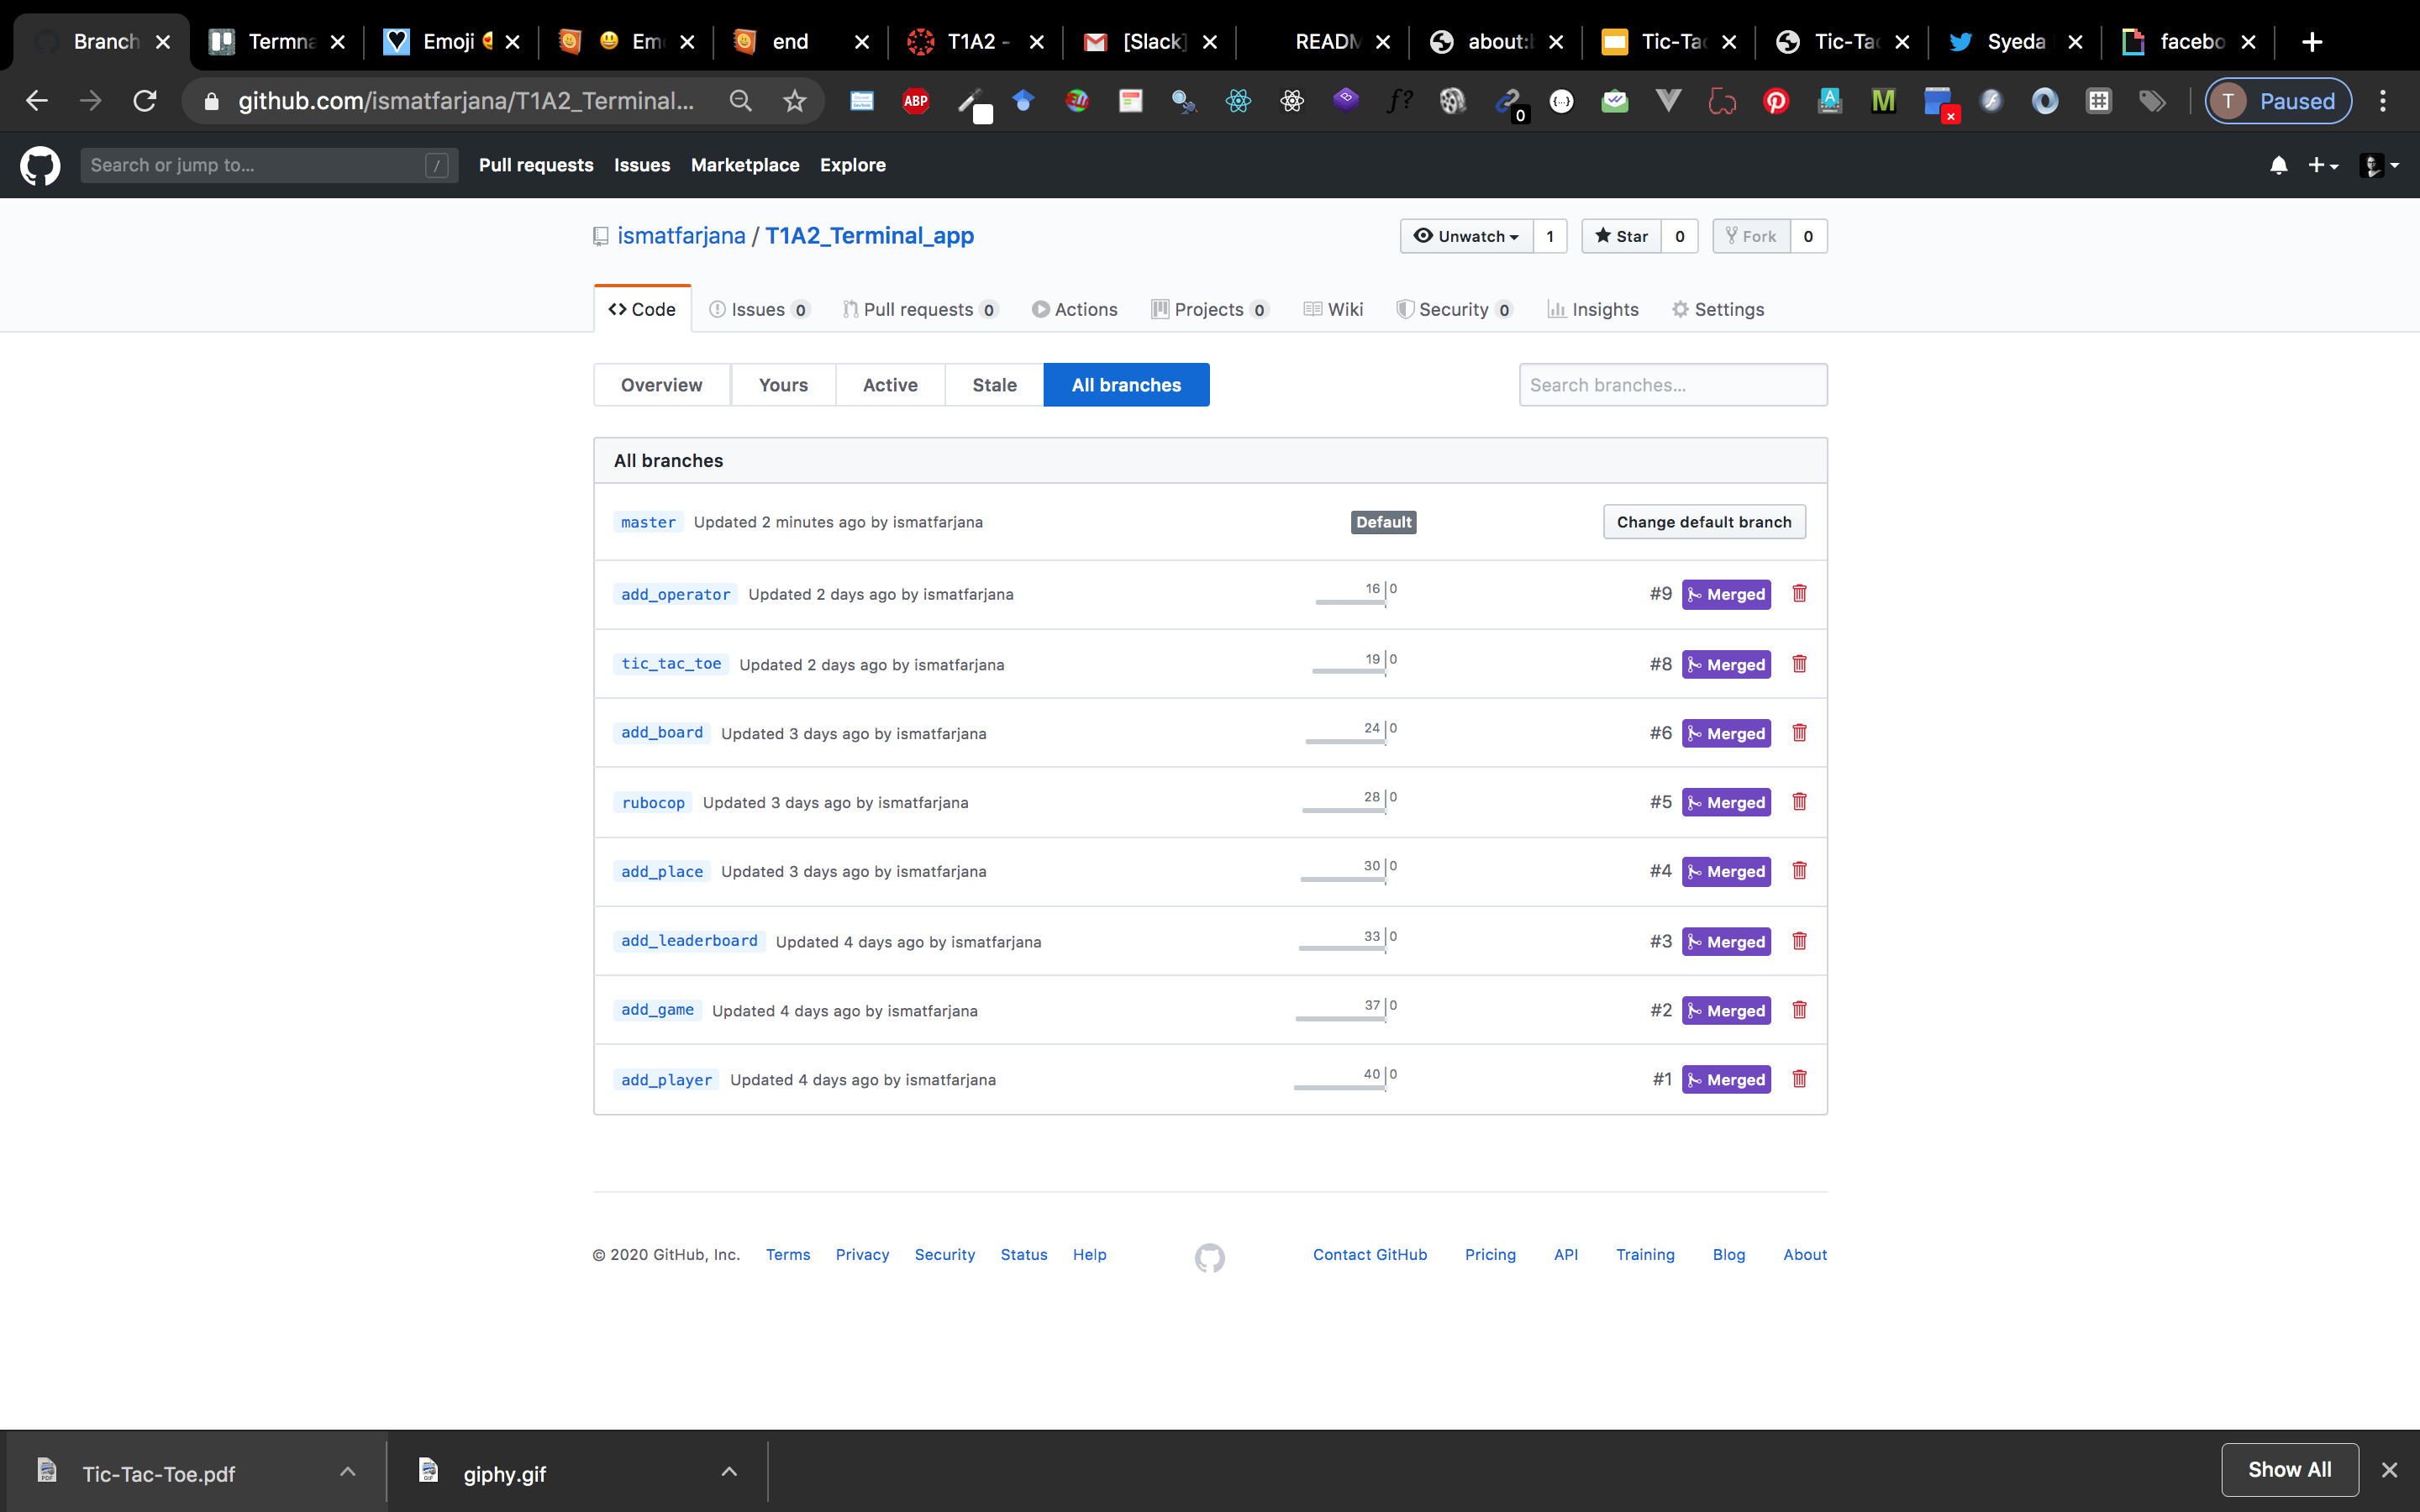 Branch Termna Emoji Em end T1A2 - [Slack] READM about:b Tic-Tac Tic-Tac Syeda facebo
github.com/ismatfarjana/T1A2_Terminal... ABP f? 0 M A T Paused
Search or jump to... / Pull requests Issues Marketplace Explore
ismatfarjana / T1A2_Terminal_app Unwatch 1 Star 0 Fork 0
Code Issues 0 Pull requests 0 Actions Projects 0 Wiki Security 0 Insights Settings
Overview Yours Active Stale All branches Search branches...
All branches
master Updated 2 minutes ago by ismatfarjana Default Change default branch
add_operator Updated 2 days ago by ismatfarjana 16 0 #9 Merged
tic_tac_toe Updated 2 days ago by ismatfarjana 19 0 #8 Merged
add_board Updated 3 days ago by ismatfarjana 24 0 #6 Merged
rubocop Updated 3 days ago by ismatfarjana 28 0 #5 Merged
add_place Updated 3 days ago by ismatfarjana 30 0 #4 Merged
add_leaderboard Updated 4 days ago by ismatfarjana 33 0 #3 Merged
add_game Updated 4 days ago by ismatfarjana 37 0 #2 Merged
add_player Updated 4 days ago by ismatfarjana 40 0 #1 Merged
© 2020 GitHub, Inc. Terms Privacy Security Status Help Contact GitHub Pricing API Training Blog About
Tic-Tac-Toe.pdf giphy.gif Show All